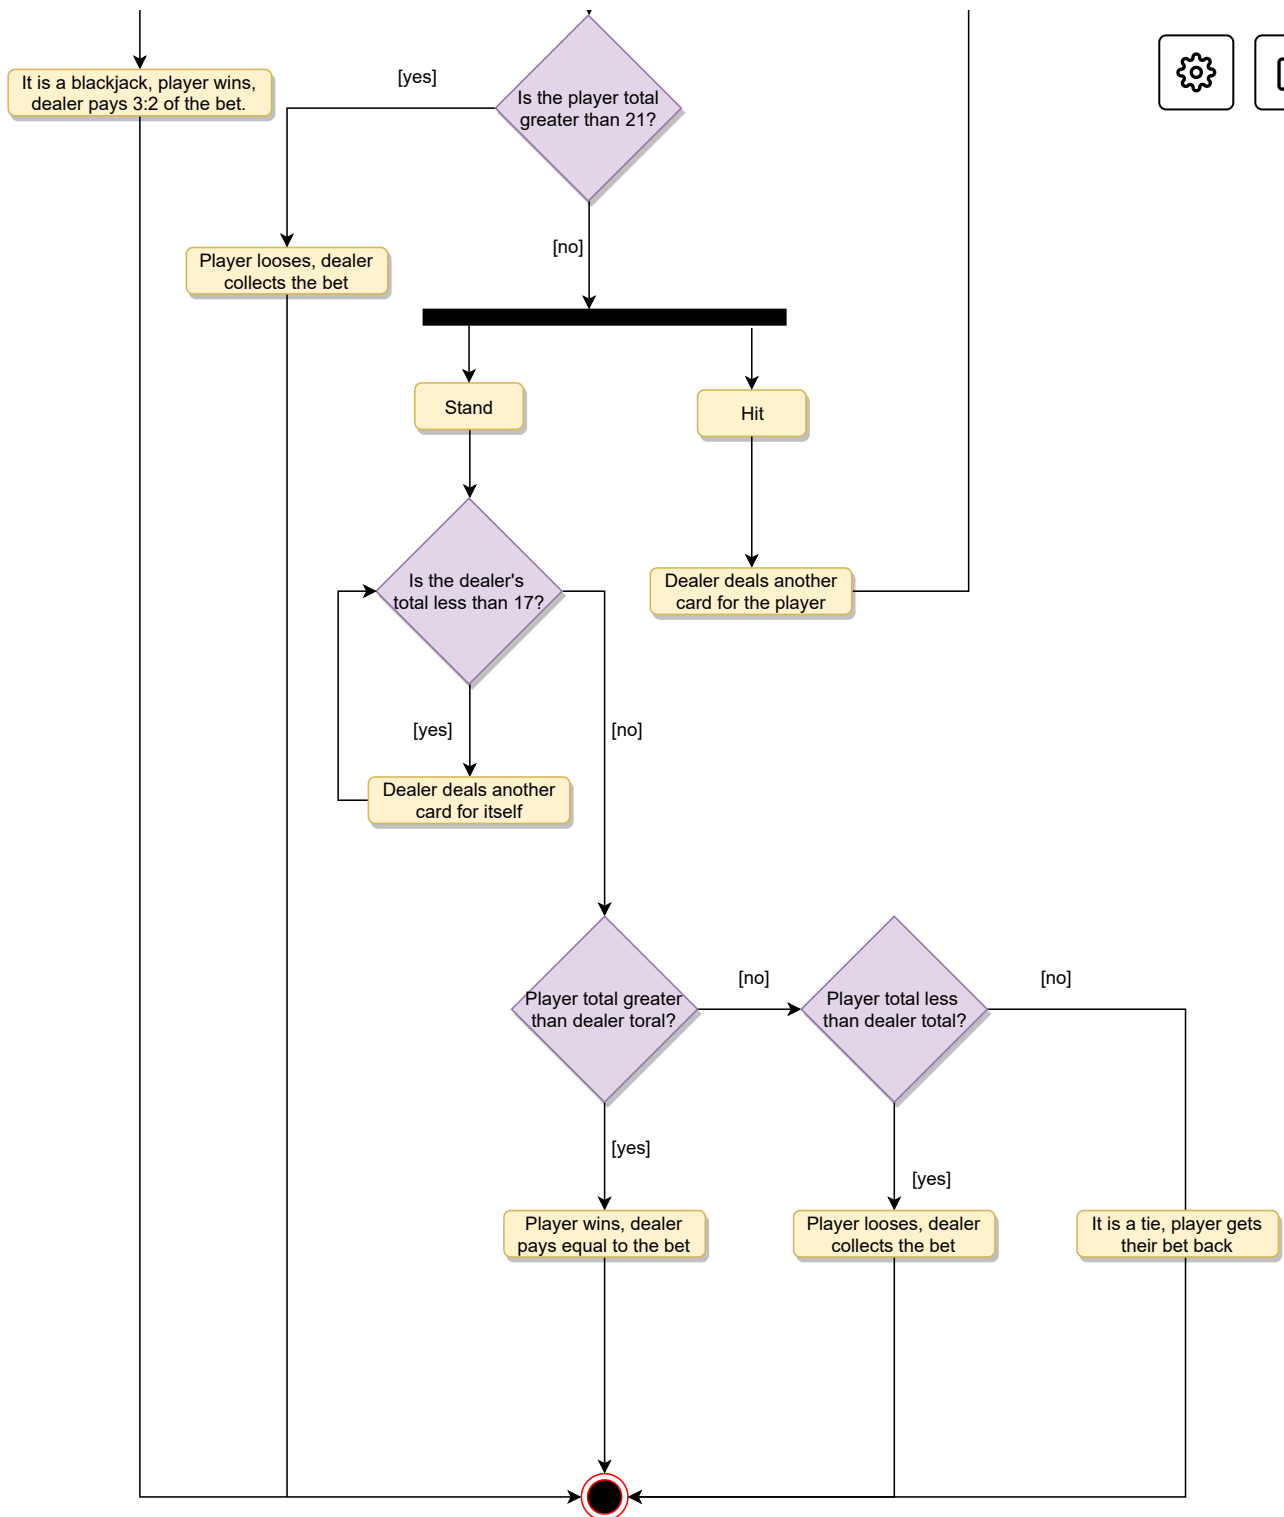 It is a blackjack, player wins,
dealer pays 3:2 of the bet.
[yes]
Is the player total
greater than 21?
[no]
Player looses, dealer
collects the bet
Stand
Hit
Is the dealer's
total less than 17?
Dealer deals another
card for the player
[yes]
[no]
Dealer deals another
card for itself
Player total greater
than dealer toral?
[no]
Player total less
than dealer total?
[no]
[yes]
[yes]
Player wins, dealer
pays equal to the bet
Player looses, dealer
collects the bet
It is a tie, player gets
their bet back